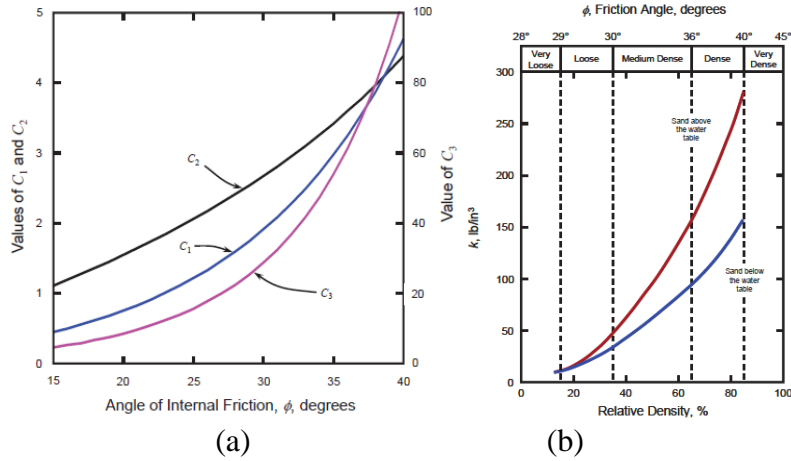 5
4
3
2
1
0
Values of C₁ and C₂
C₂
C₁
C₃
100
80
60
40
20
0
Value of C₃
15 20 25 30 35 40
Angle of Internal Friction, ϕ, degrees
(a)
ϕ, Friction Angle, degrees
28° 29° 30° 36° 40° 45°
Very Loose
Loose
Medium Dense
Dense
Very Dense
300
250
200
150
100
50
0
k, lb/in³
Sand above
the water
table
Sand below
the water
table
0 20 40 60 80 100
Relative Density, %
(b)